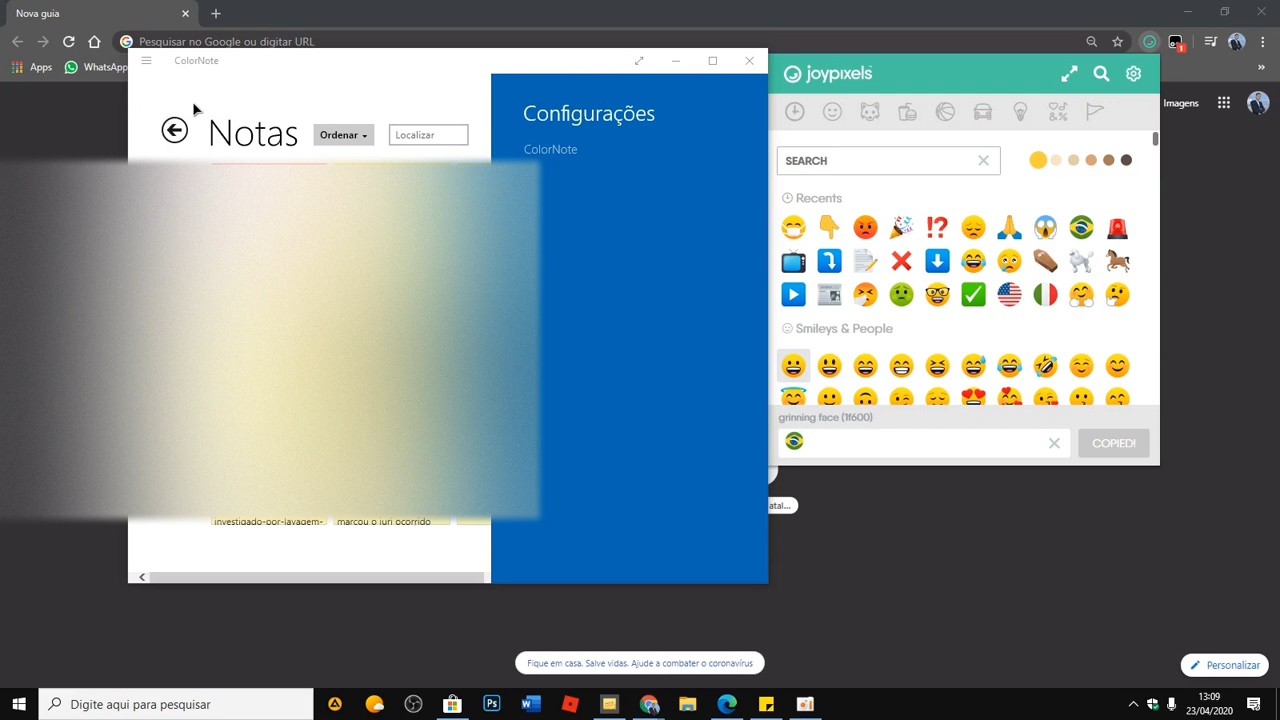 Nova guia
Pesquisar no Google ou digitar URL
Apps
WhatsApp
ColorNote
Notas
Ordenar
Localizar
investigado-por-lavagem-
marcou o júri ocorrido
Configurações
ColorNote
joypixels
Imagens
SEARCH
Recents
Smileys & People
grinning face (1f600)
COPIED!
atal...
Fique em casa. Salve vidas. Ajude a combater o coronavírus
Personalizar
Digite aqui para pesquisar
13:09
23/04/2020